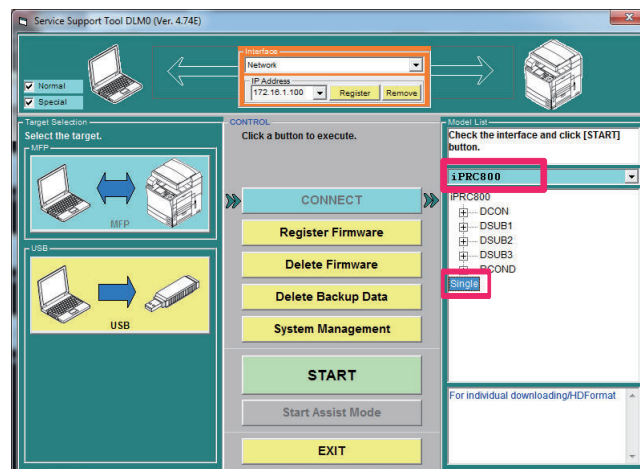 Service Support Tool DLM0 (Ver. 4.74E)
x
Normal
Special
Interface
Network
IP Address
172.16.1.100
Register
Remove
Target Selection
Select the target.
MFP
MFP
USB
USB
CONTROL
Click a button to execute.
CONNECT
Register Firmware
Delete Firmware
Delete Backup Data
System Management
START
Start Assist Mode
EXIT
Model List
Check the interface and click [START]
button.
iPRC800
iPRC800
DCON
DSUB1
DSUB2
DSUB3
RCOND
Single
For individual downloading/HDFormat